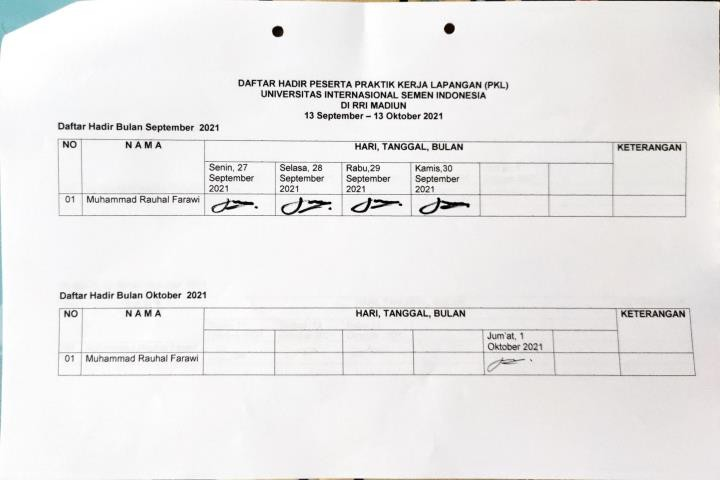 DAFTAR HADIR PESERTA PRAKTIK KERJA LAPANGAN (PKL)
UNIVERSITAS INTERNASIONAL SEMEN INDONESIA
DI RRI MADIUN
13 September – 13 Oktober 2021
Daftar Hadir Bulan September 2021
NO N A M A HARI, TANGGAL, BULAN KETERANGAN
Senin, 27 Selasa, 28 Rabu,29 Kamis,30
September September September September
2021 2021 2021 2021
01 Muhammad Rauhal Farawi
Daftar Hadir Bulan Oktober 2021
NO N A M A HARI, TANGGAL, BULAN KETERANGAN
Jum'at, 1
Oktober 2021
01 Muhammad Rauhal Farawi